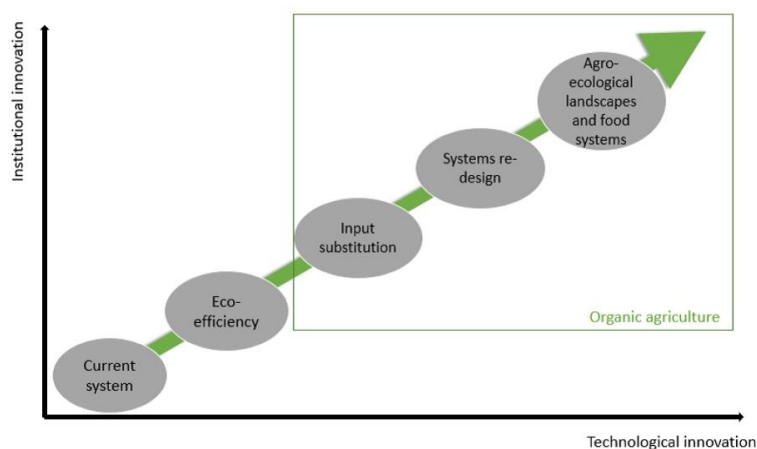 Institutional innovation
Agro-
ecological
landscapes
and food
systems
Systems re-
design
Input
substitution
Eco-
efficiency
Organic agriculture
Current
system
Technological innovation